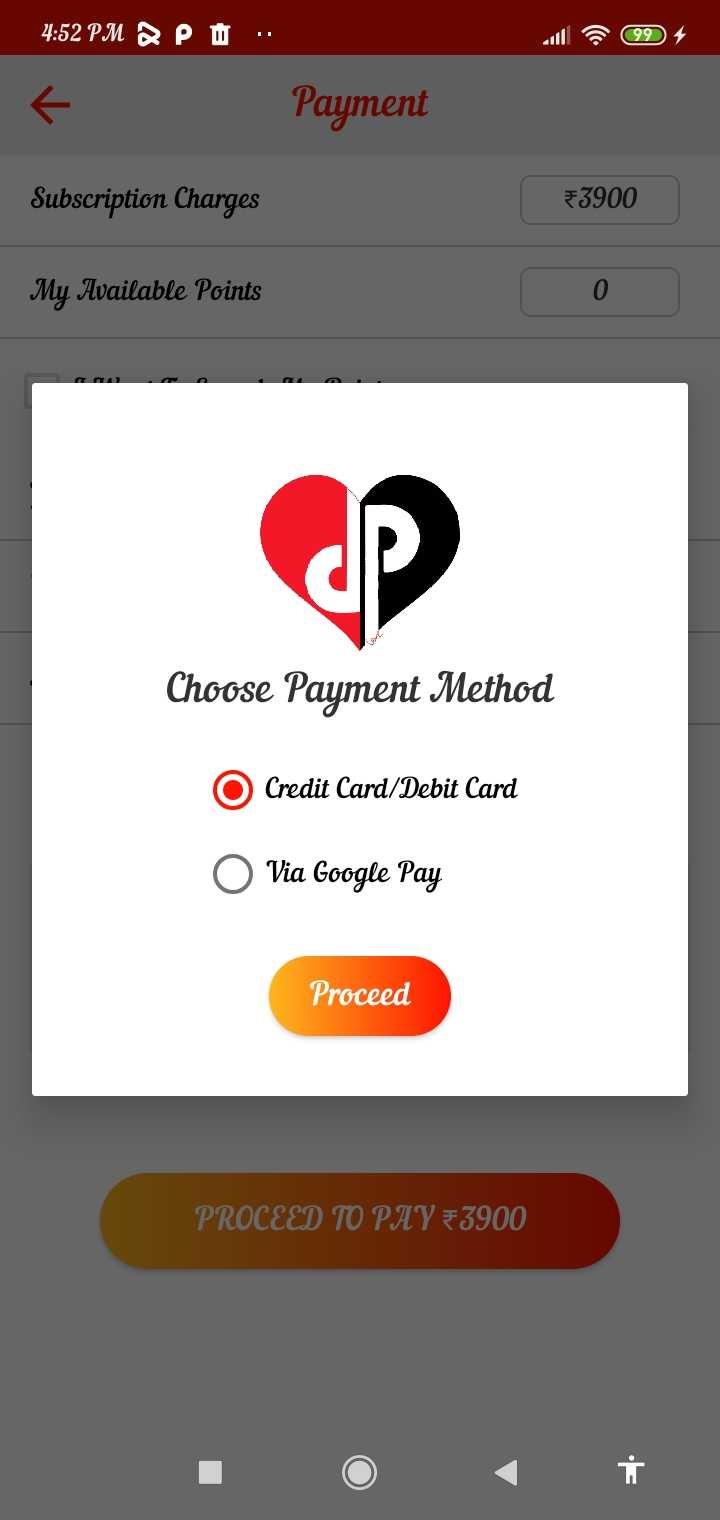 4:52 PM
99
Payment
Subscription Charges
₹3900
My Available Points
0
dp
Choose Payment Method
Credit Card/Debit Card
Via Google Pay
Proceed
PROCEED TO PAY ₹3900